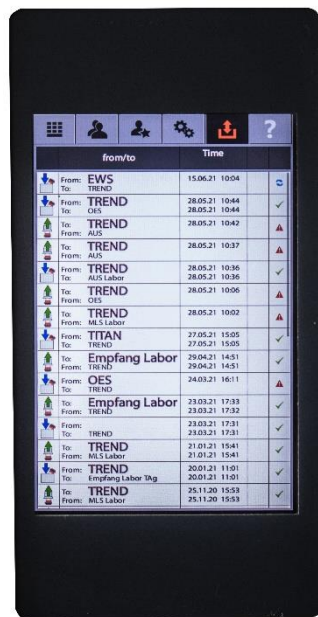 ?
from/to Time
From: EWS 15.06.21 10:04
To: TREND
From: TREND 28.05.21 10:44
To: OES 28.05.21 10:44
To: TREND 28.05.21 10:42
From: AUS
To: TREND 28.05.21 10:37
From: AUS
From: TREND 28.05.21 10:36
To: AUS Labor 28.05.21 10:36
To: TREND 28.05.21 10:06
From: OES
To: TREND 28.05.21 10:02
From: MLS Labor
From: TITAN 27.05.21 15:05
To: TREND 27.05.21 15:05
To: Empfang Labor 29.04.21 14:51
From: TREND 29.04.21 14:51
From: OES 24.03.21 16:11
To: TREND
To: Empfang Labor 23.03.21 17:33
From: TREND 23.03.21 17:32
From: 23.03.21 17:31
To: TREND 23.03.21 17:31
To: TREND 21.01.21 15:41
From: MLS Labor 21.01.21 15:41
From: TREND 20.01.21 11:01
To: Empfang Labor TAg 20.01.21 11:01
To: TREND 25.11.20 15:53
From: MLS Labor 25.11.20 15:53